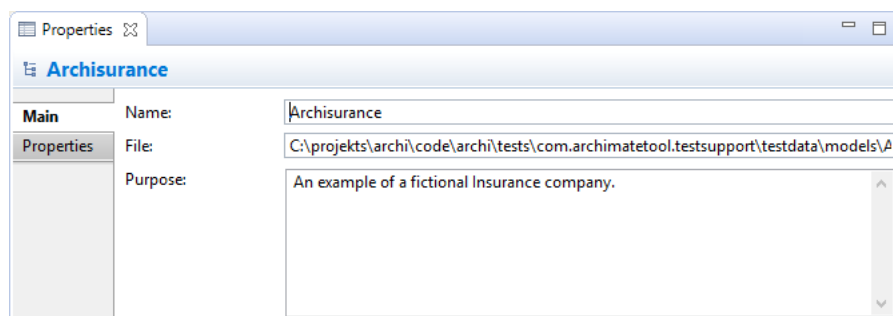 Properties
Archisurance
Main
Name:
Archisurance
Properties
File:
C:\projekts\archi\code\archi\tests\com.archimatetool.testsupport\testdata\models\A
Purpose:
An example of a fictional Insurance company.